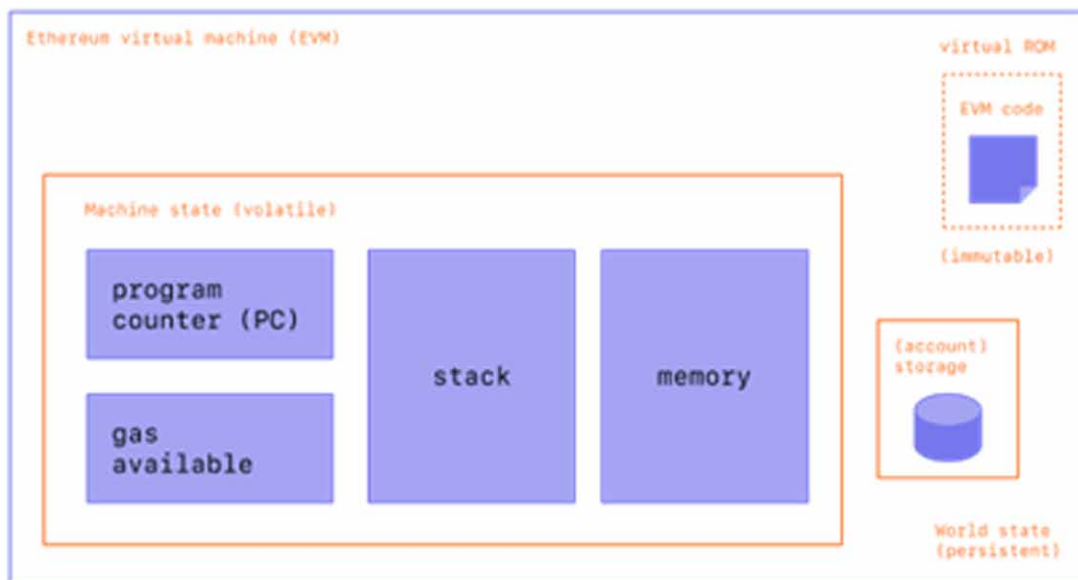 Ethereum virtual machine (EVM)
virtual ROM
EVM code
(immutable)
Machine state (volatile)
program
counter (PC)
gas
available
stack
memory
(account)
storage
World state
(persistent)